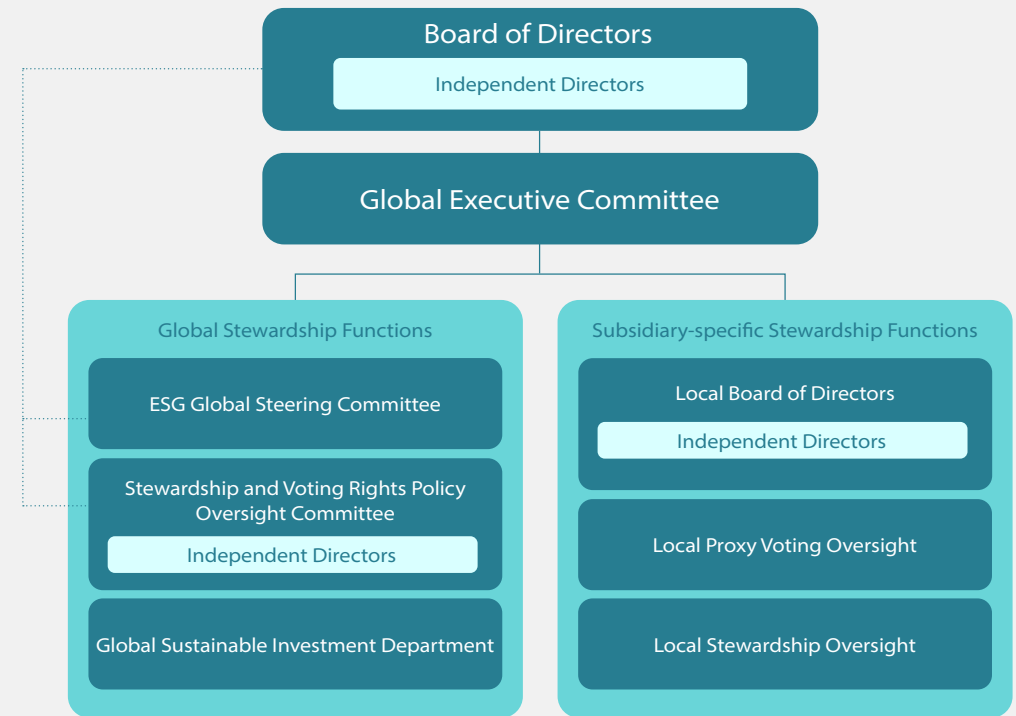 Board of Directors
Independent Directors
Global Executive Committee
Global Stewardship Functions
ESG Global Steering Committee
Stewardship and Voting Rights Policy
Oversight Committee
Independent Directors
Global Sustainable Investment Department
Subsidiary-specific Stewardship Functions
Local Board of Directors
Independent Directors
Local Proxy Voting Oversight
Local Stewardship Oversight